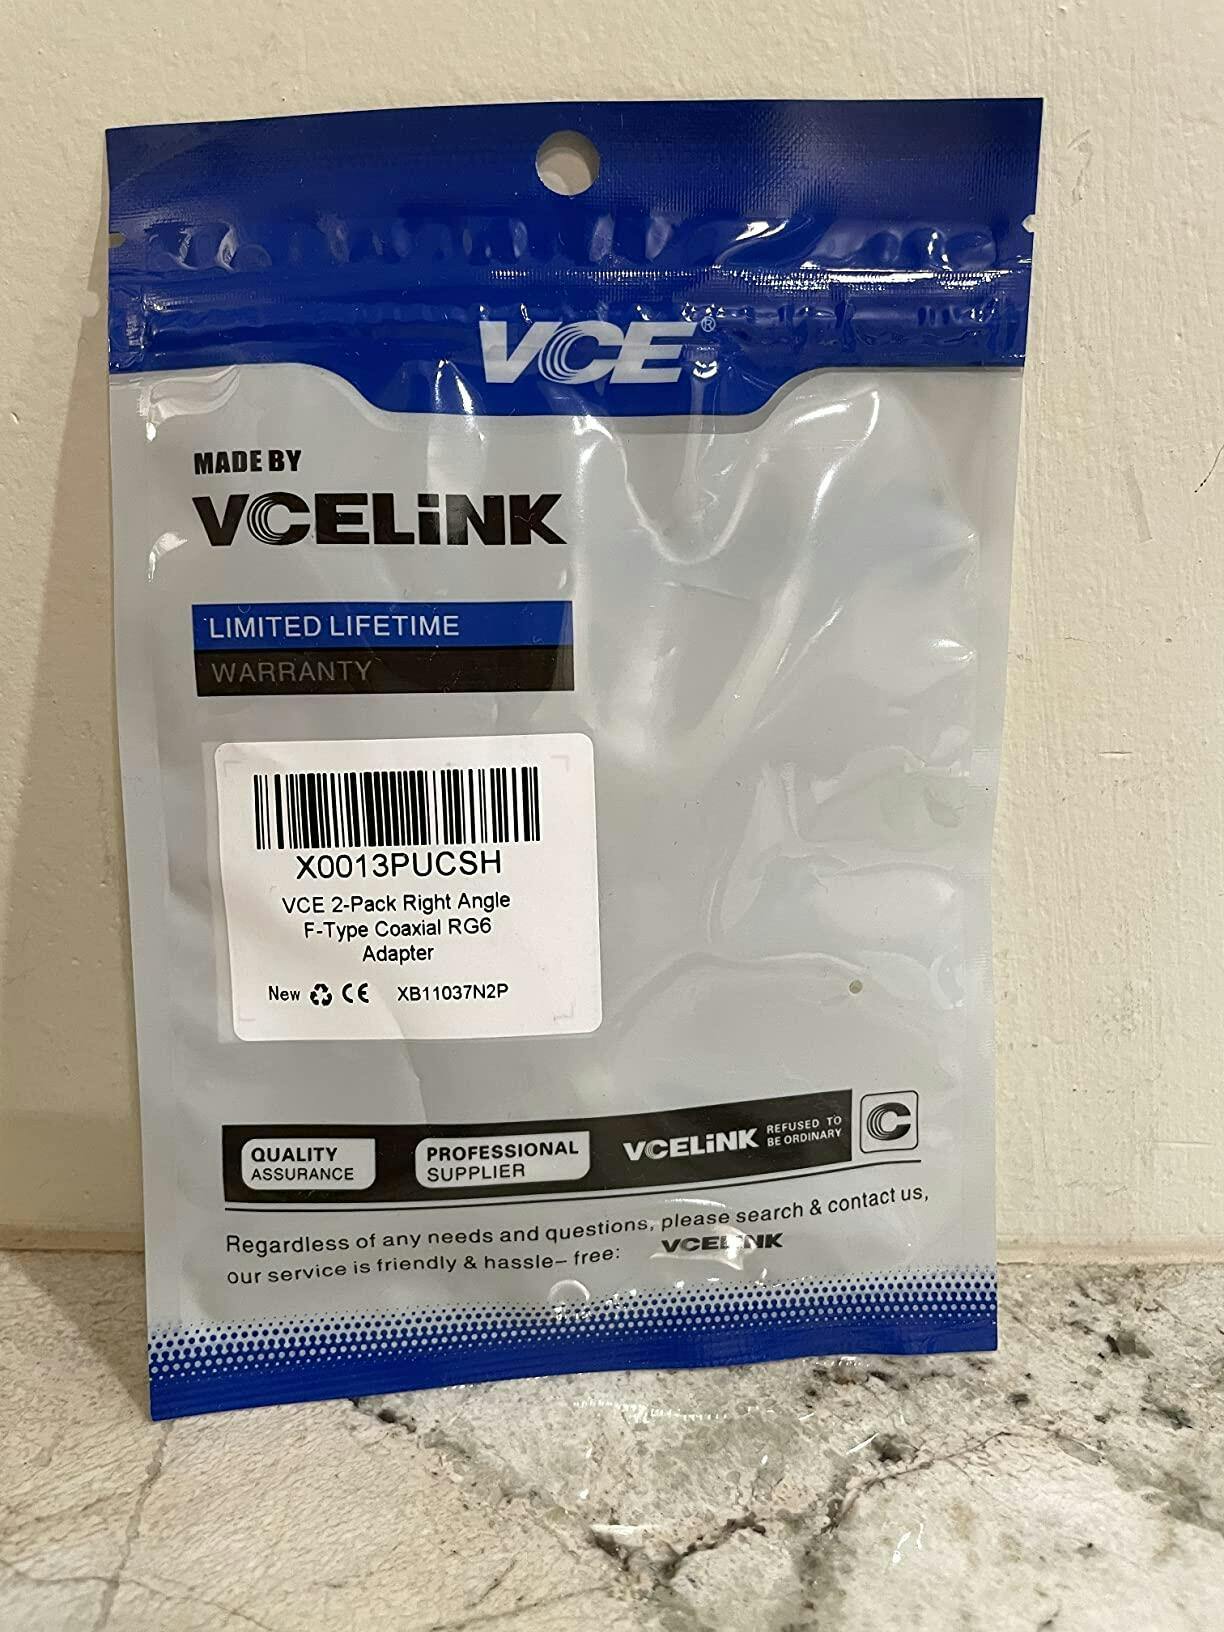 VCE®
MADE BY
VCELiNK
LIMITED LIFETIME
WARRANTY
X0013PUCSH
VCE 2-Pack Right Angle
F-Type Coaxial RG6
Adapter
New CE XB11037N2P
QUALITY
ASSURANCE
PROFESSIONAL
SUPPLIER
VCELiNK
REFUSED TO
BE ORDINARY
C
Regardless of any needs and questions, please search & contact us,
our service is friendly & hassle– free: VCELiNK